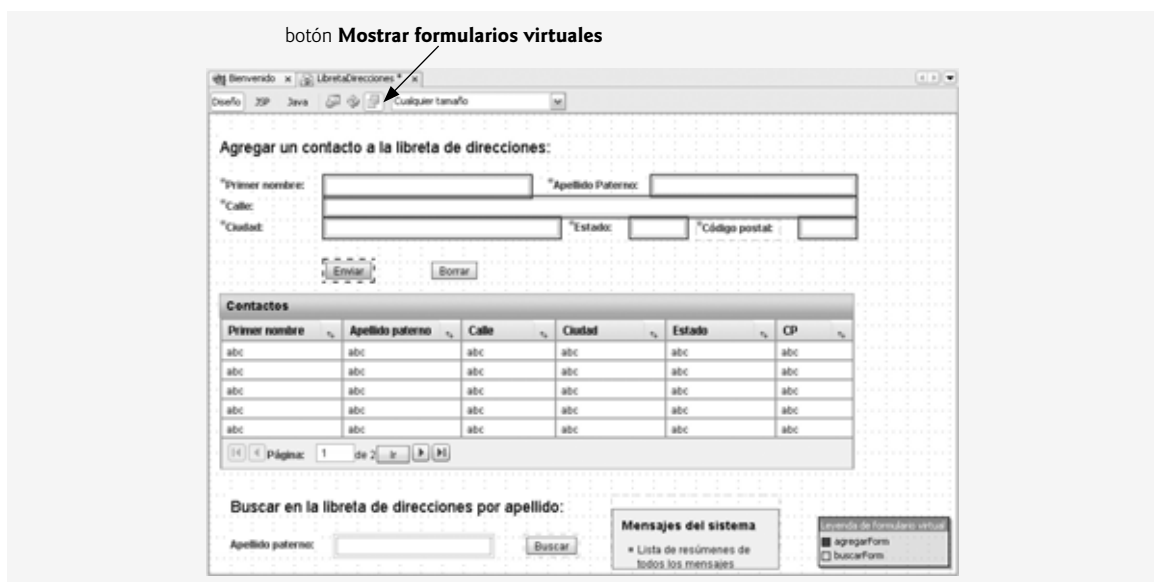 botón Mostrar formularios virtuales
Bienvenido x LibretaDirecciones * x
Diseño JSP Java Cualquier tamaño
Agregar un contacto a la libreta de direcciones:
*Primer nombre: *Apellido Paterno:
*Calle:
*Ciudad: *Estado: *Código postal:
Enviar Borrar
Contactos
Primer nombre Apellido paterno Calle Ciudad Estado CP
abc abc abc abc abc abc
abc abc abc abc abc abc
abc abc abc abc abc abc
abc abc abc abc abc abc
abc abc abc abc abc abc
Página: 1 de 2 Ir
Buscar en la libreta de direcciones por apellido:
Apellido paterno: Buscar
Mensajes del sistema
Lista de resúmenes de
todos los mensajes
Leyenda de formulario virtual
agregarForm
buscarForm